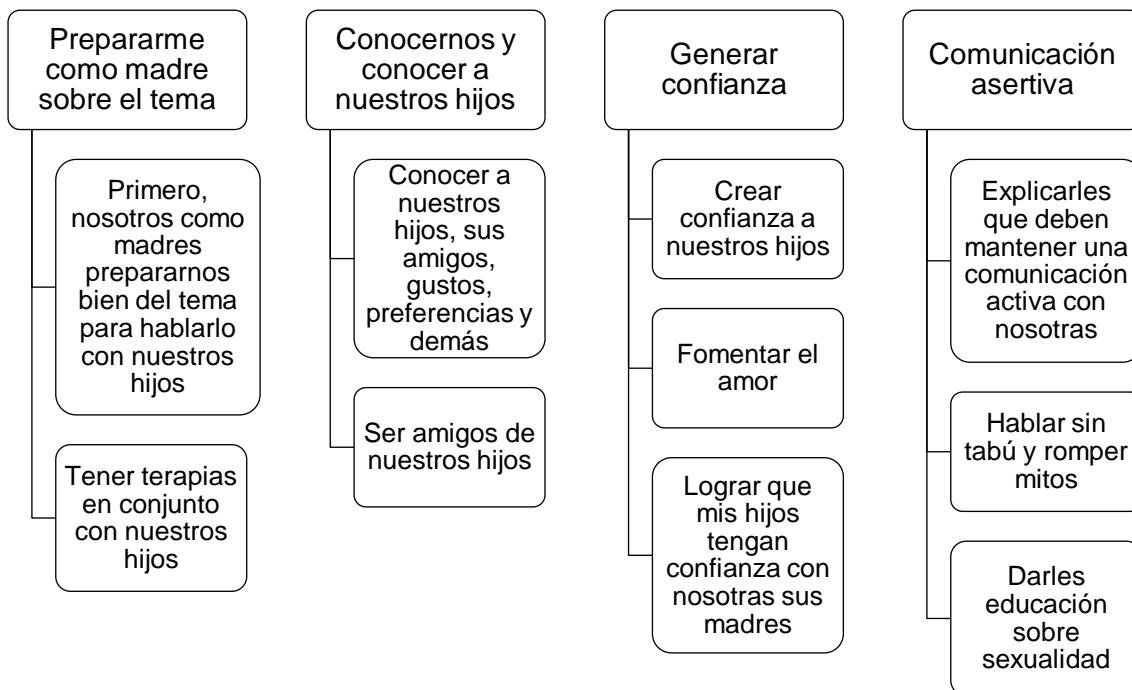 Prepararme
como madre
sobre el tema
Primero,
nosotros como
madres
prepararnos
bien del tema
para hablarlo
con nuestros
hijos
Tener terapias
en conjunto
con nuestros
hijos
Conocernos y
conocer a
nuestros hijos
Conocer a
nuestros
hijos, sus
amigos,
gustos,
preferencias y
demás
Ser amigos de
nuestros hijos
Generar
confianza
Crear
confianza a
nuestros hijos
Fomentar el
amor
Lograr que
mis hijos
tengan
confianza con
nosotras sus
madres
Comunicación
asertiva
Explicarles
que deben
mantener una
comunicación
activa con
nosotras
Hablar sin
tabú y romper
mitos
Darles
educación
sobre
sexualidad